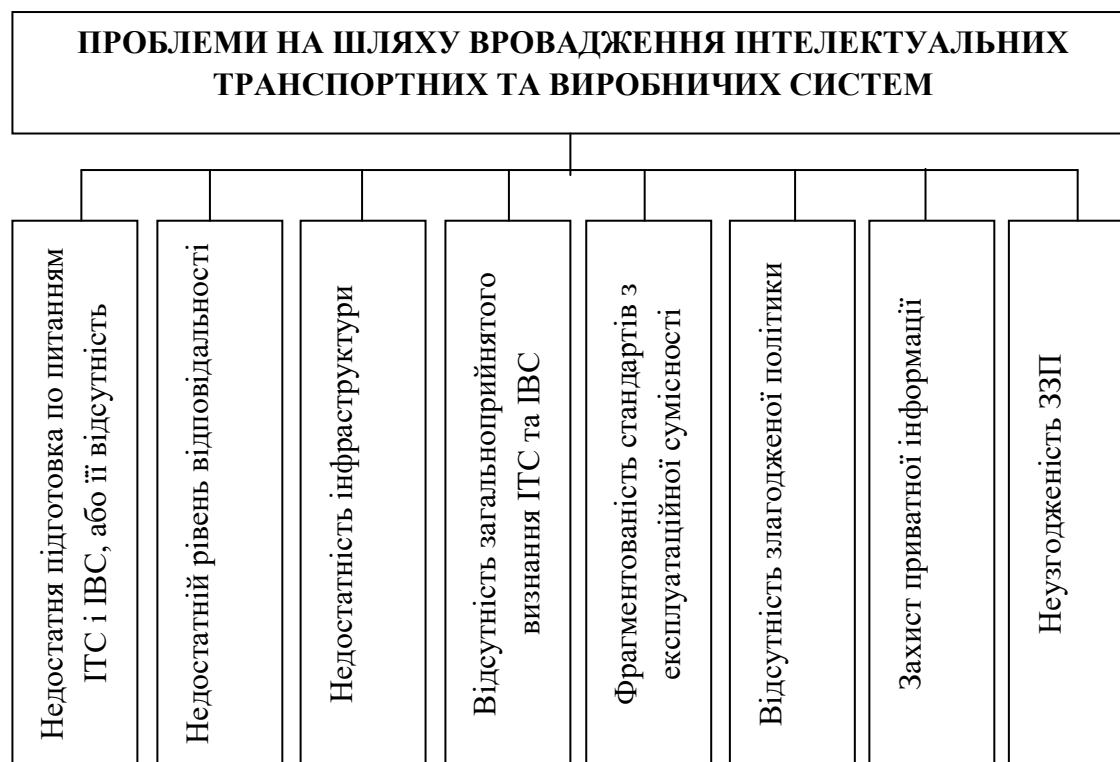 ПРОБЛЕМИ НА ШЛЯХУ ВРОВАДЖЕННЯ ІНТЕЛЕКТУАЛЬНИХ
ТРАНСПОРТНИХ ТА ВИРОБНИЧИХ СИСТЕМ
Недостатня підготовка по питанням
ІТС і ІВС, або її відсутність
Недостатній рівень відповідальності
Недостатність інфраструктури
Відсутність загальноприйнятого
визнання ІТС та ІВС
Фрагментованість стандартів з
експлуатаційної сумісності
Відсутність злагодженої політики
Захист приватної інформації
Неузгодженість ЗЗП